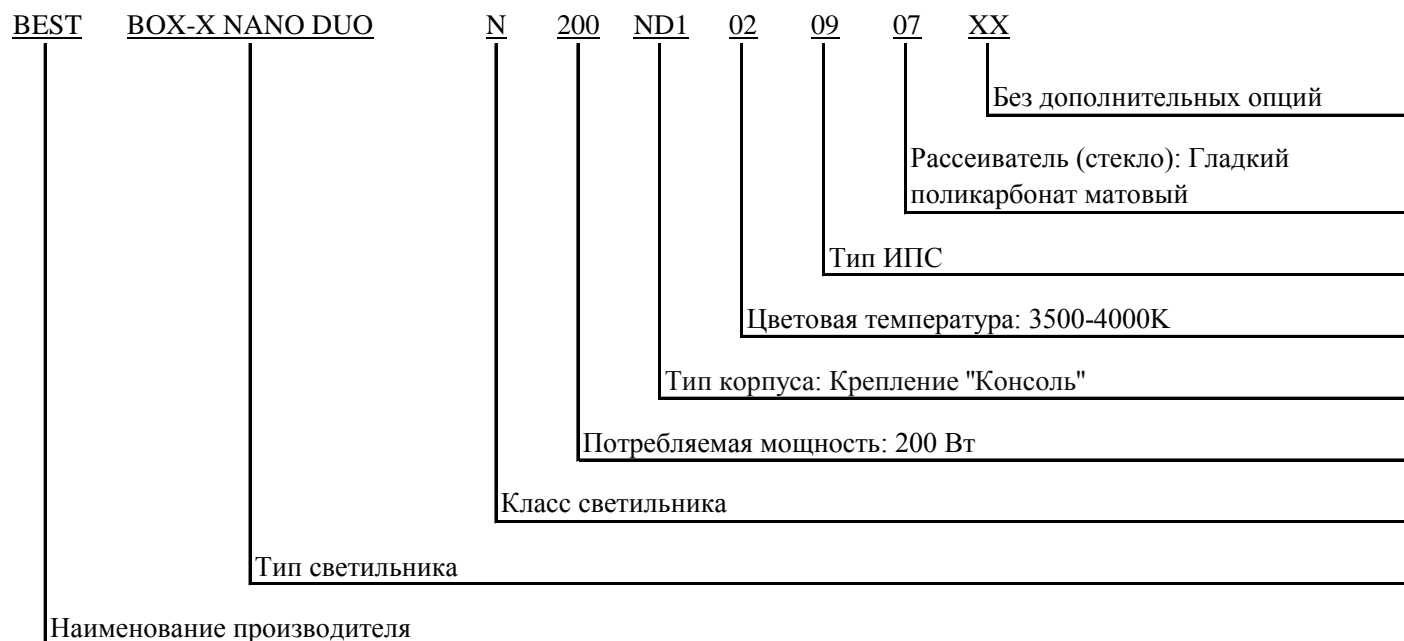 BEST BOX-X NANO DUO N 200 ND1 02 09 07 XX
Без дополнительных опций
Рассеиватель (стекло): Гладкий
поликарбонат матовый
Тип ИПС
Цветовая температура: 3500-4000K
Тип корпуса: Крепление "Консоль"
Потребляемая мощность: 200 Вт
Класс светильника
Тип светильника
Наименование производителя